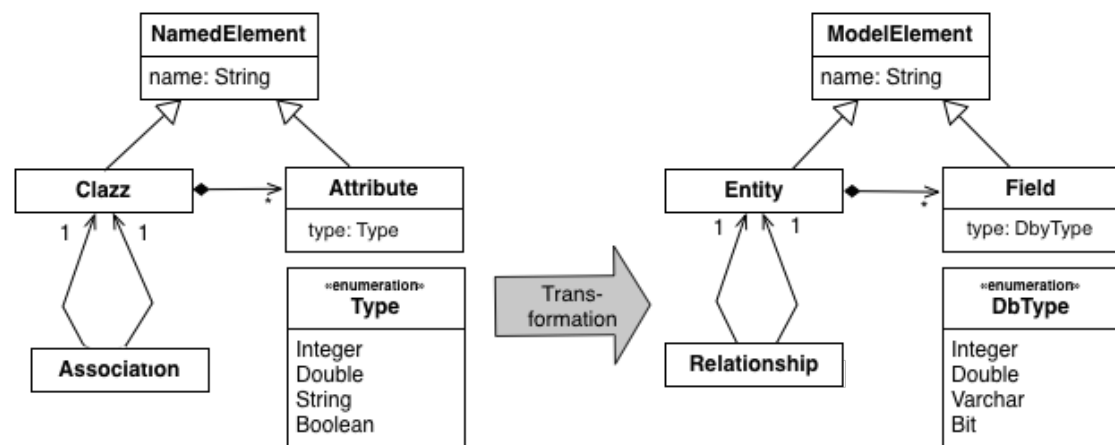 NamedElement
name: String
Clazz
*
Attribute
type: Type
1
1
Association
«enumeration»
Type
Integer
Double
String
Boolean
Trans-
formation
ModelElement
name: String
Entity
*
Field
type: DbyType
1
1
Relationship
«enumeration»
DbType
Integer
Double
Varchar
Bit